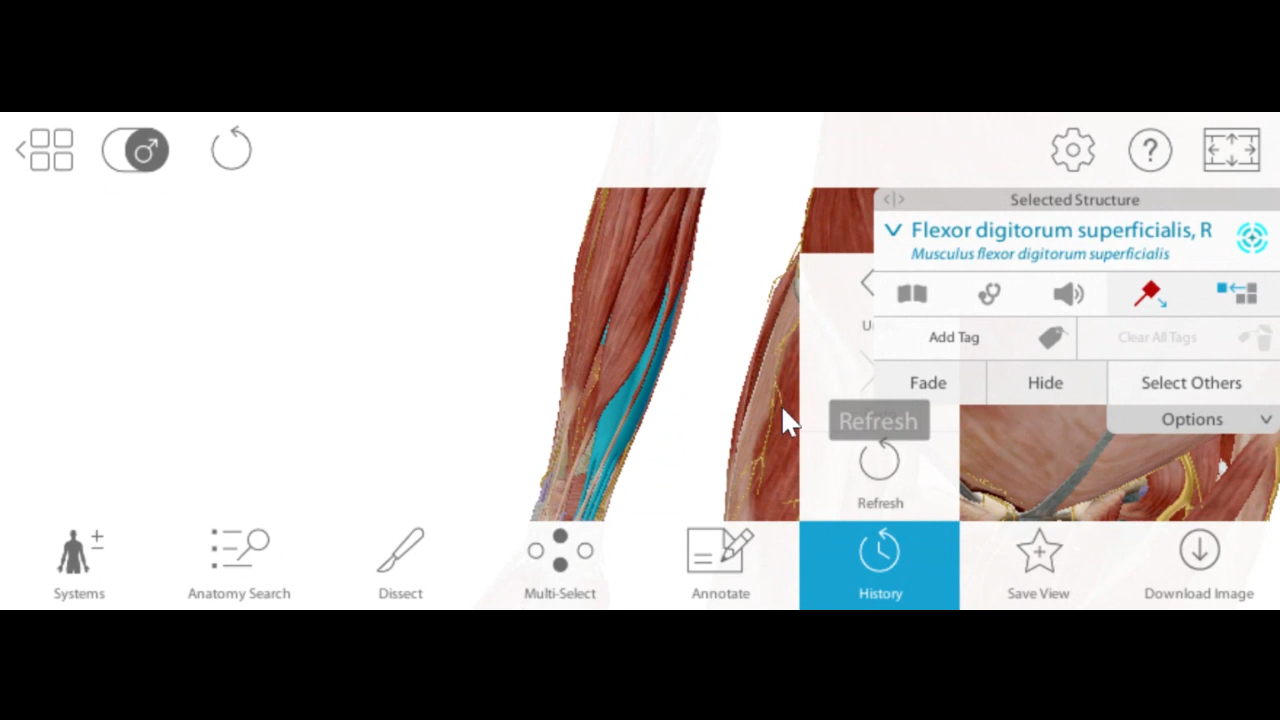 ?
Selected Structure
Flexor digitorum superficialis, R
Musculus flexor digitorum superficialis
Add Tag
Clear All Tags
Fade
Hide
Select Others
Options
Refresh
Refresh
Systems
Anatomy Search
Dissect
Multi-Select
Annotate
History
Save View
Download Image